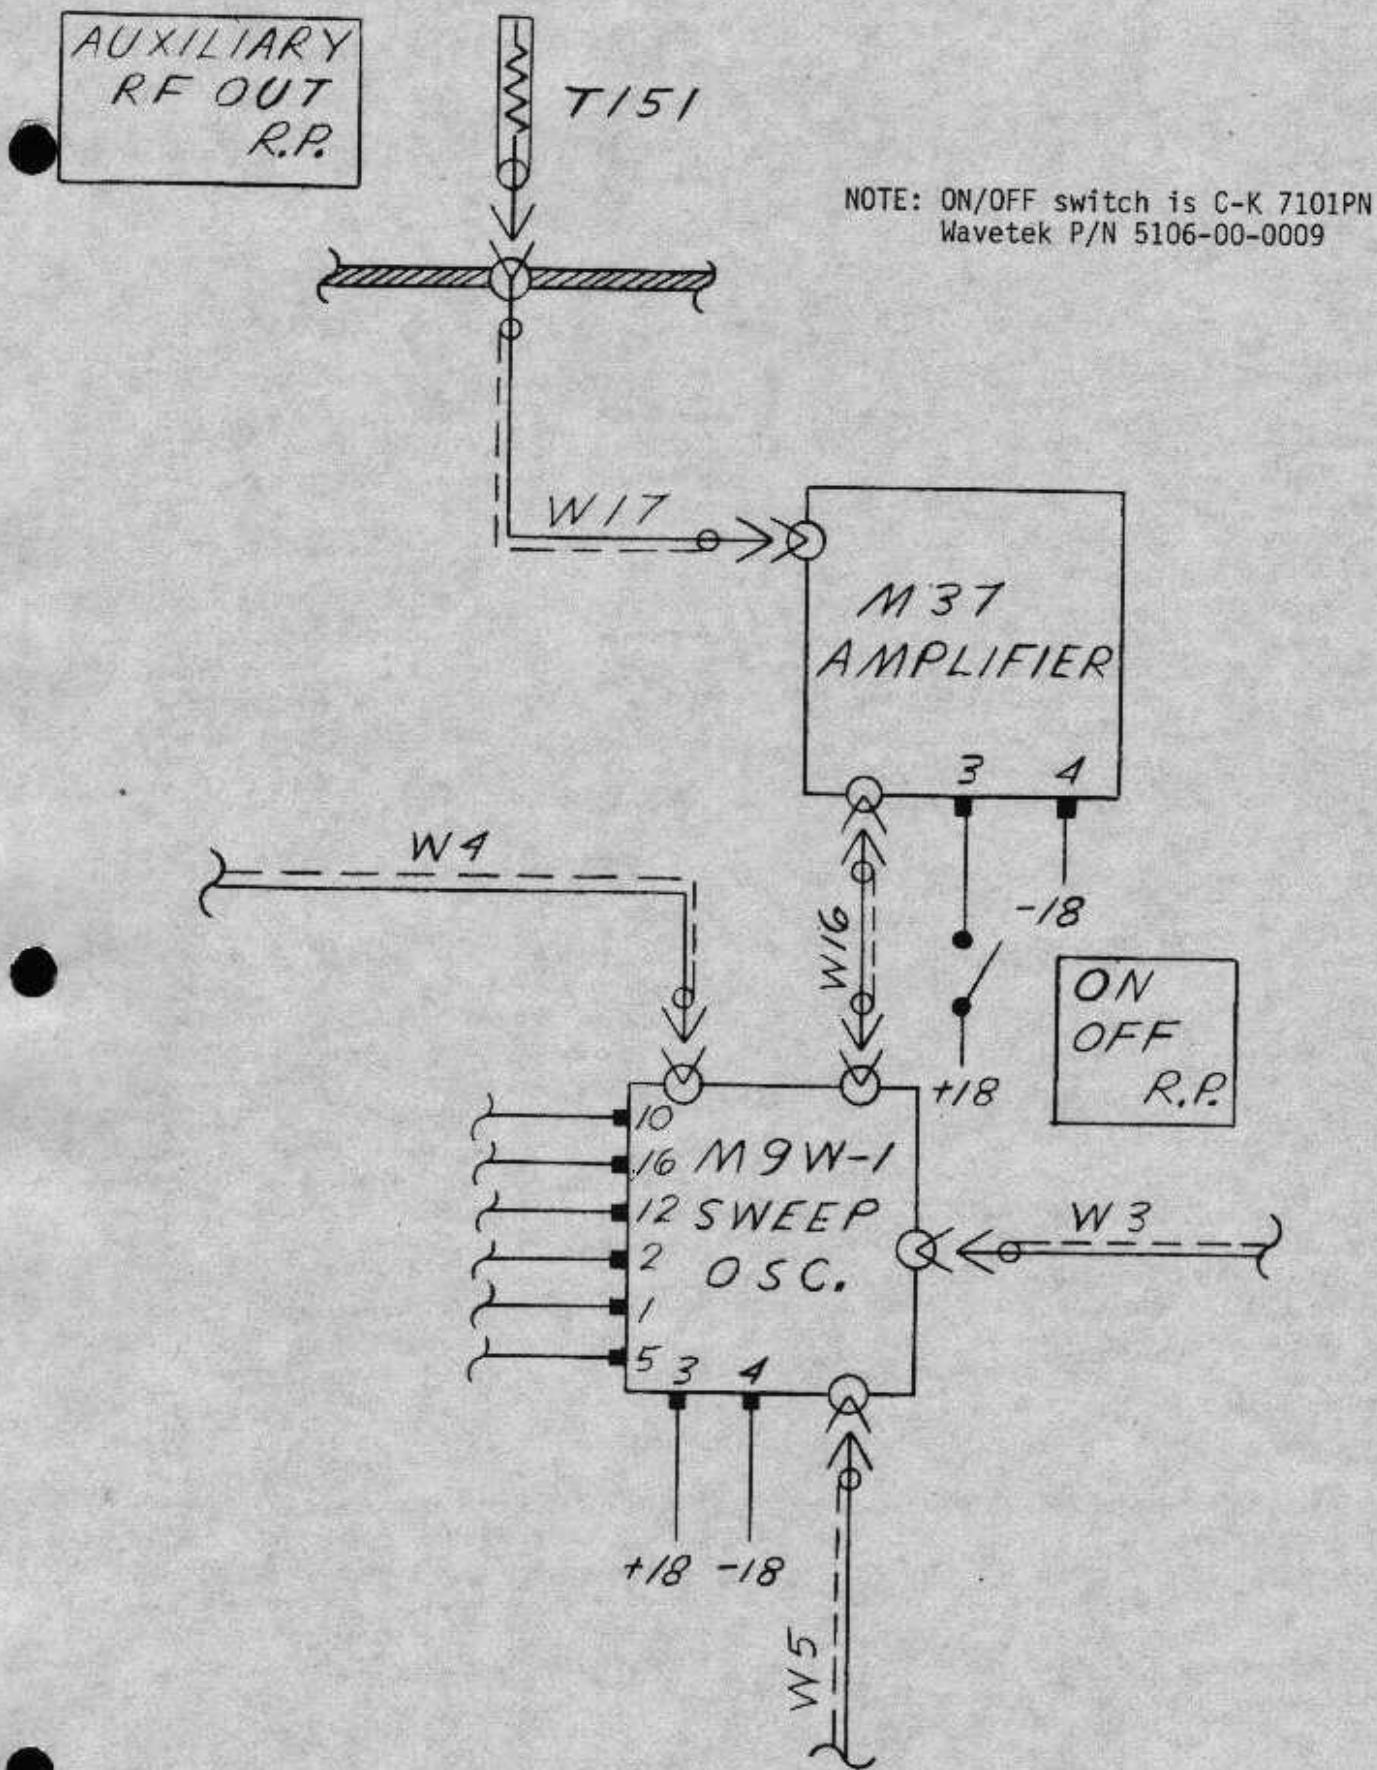 AUXILIARY
RF OUT
R.P.
T151
NOTE: ON/OFF switch is C-K 7101PN
Wavetek P/N 5106-00-0009
W17
M37
AMPLIFIER
3 4
W4
W16
-18
ON
OFF
R.P.
+18
10
16 M9W-1
12 SWEEP
2 OSC.
1
5 3 4
W3
+18 -18
W5